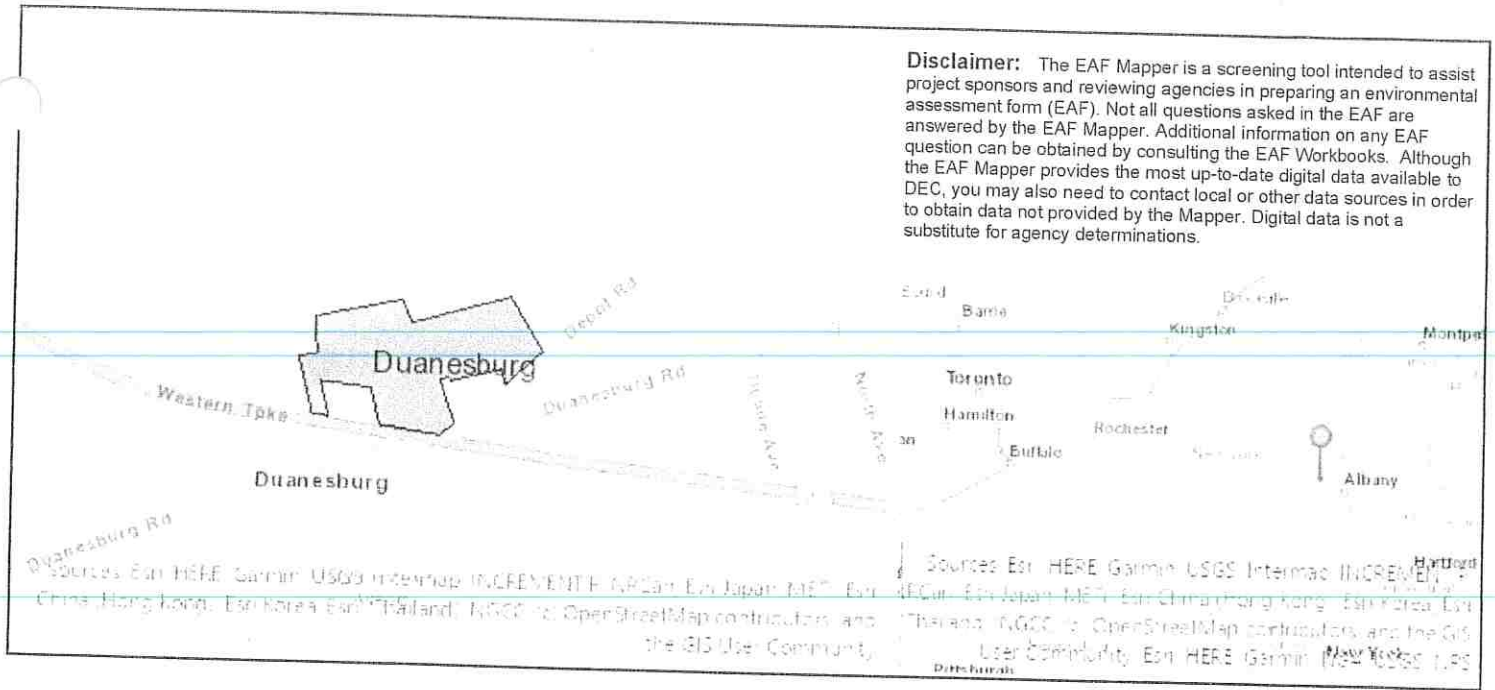 Disclaimer: The EAF Mapper is a screening tool intended to assist
project sponsors and reviewing agencies in preparing an environmental
assessment form (EAF). Not all questions asked in the EAF are
answered by the EAF Mapper. Additional information on any EAF
question can be obtained by consulting the EAF Workbooks. Although
the EAF Mapper provides the most up-to-date digital data available to
DEC, you may also need to contact local or other data sources in order
to obtain data not provided by the Mapper. Digital data is not a
substitute for agency determinations.
Depot Rd
Duanesburg
Duanesburg Rd
Western Tpke
North Ave
Duanesburg
Duanesburg Rd
Sources Esri HERE Garmin USGS Intermap INCREMENT P NRCan Esri Japan METI Esri
China (Hong Kong) Esri Korea Esri (Thailand) NGCC (c) OpenStreetMap contributors and
the GIS User Community
Barrie
Kingston
Montpel
Toronto
Hamilton
Rochester
Buffalo
Albany
Hartford
Sources Esri HERE Garmin USGS Intermap INCREMENT P
NRCan Esri Japan METI Esri China (Hong Kong) Esri Korea Esri
(Thailand) NGCC (c) OpenStreetMap contributors and the GIS
User Community Esri HERE Garmin USGS NPS
New York
Pittsburgh